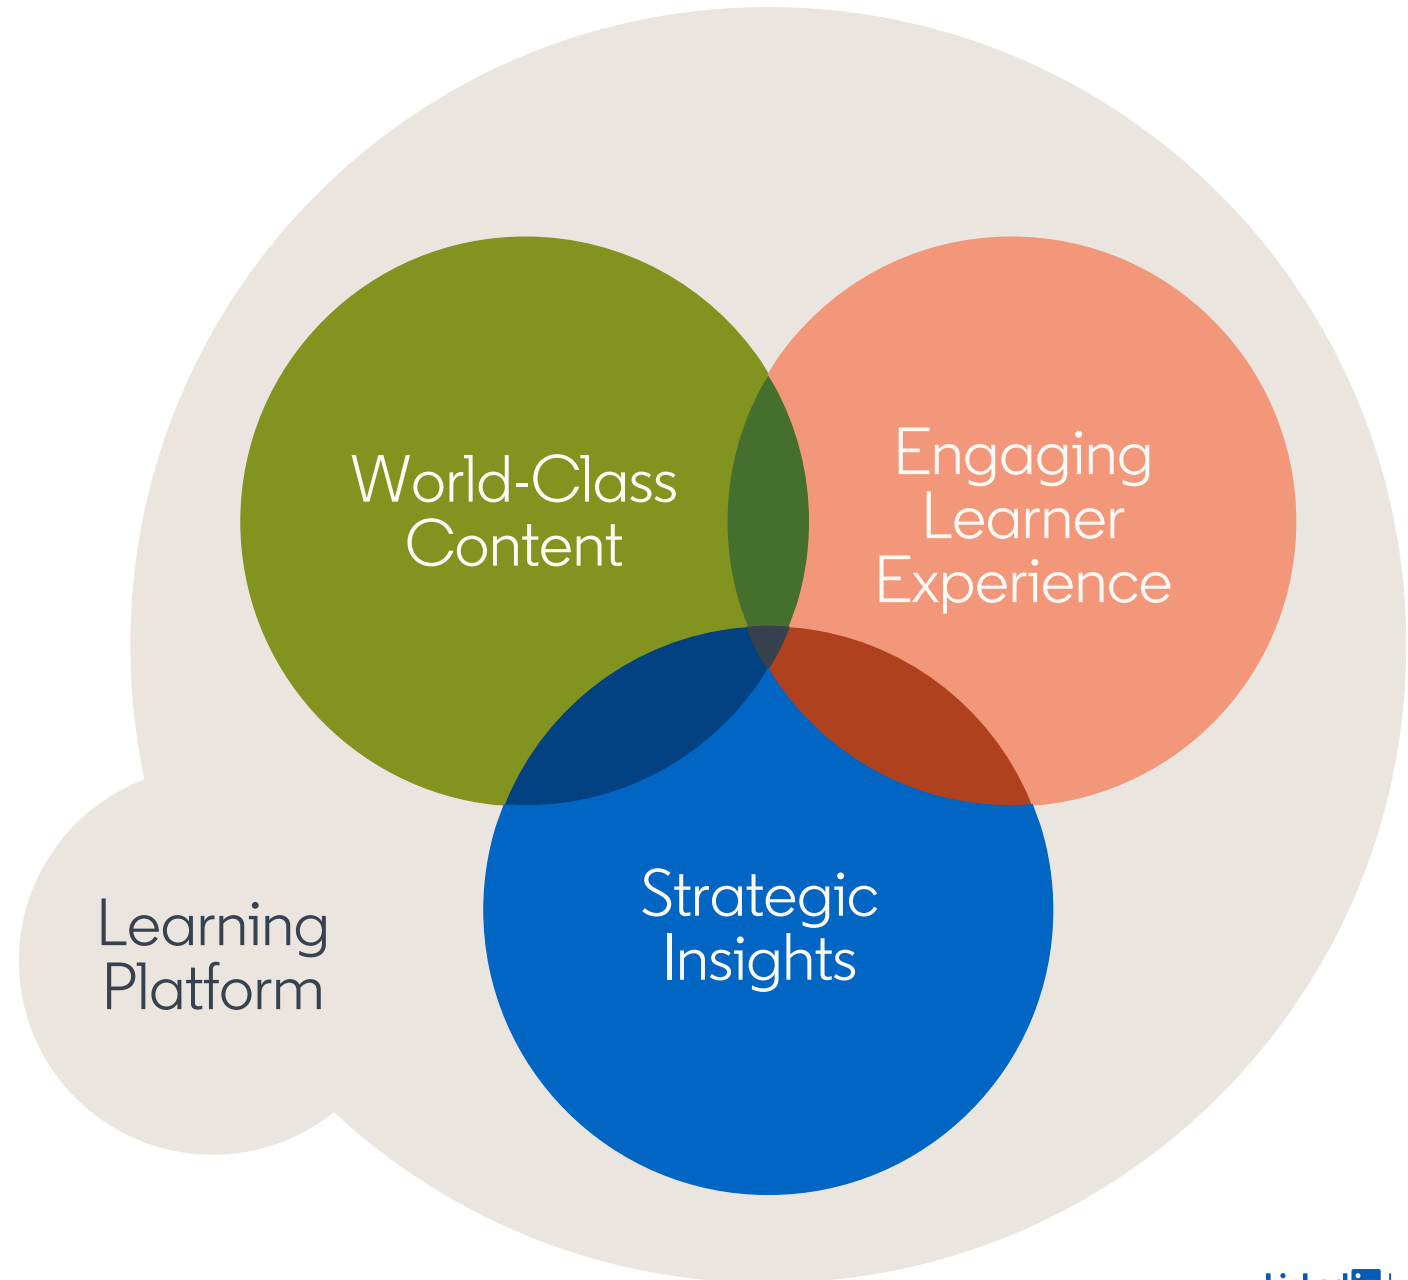 World-Class
Content
Engaging
Learner
Experience
Strategic
Insights
Learning
Platform